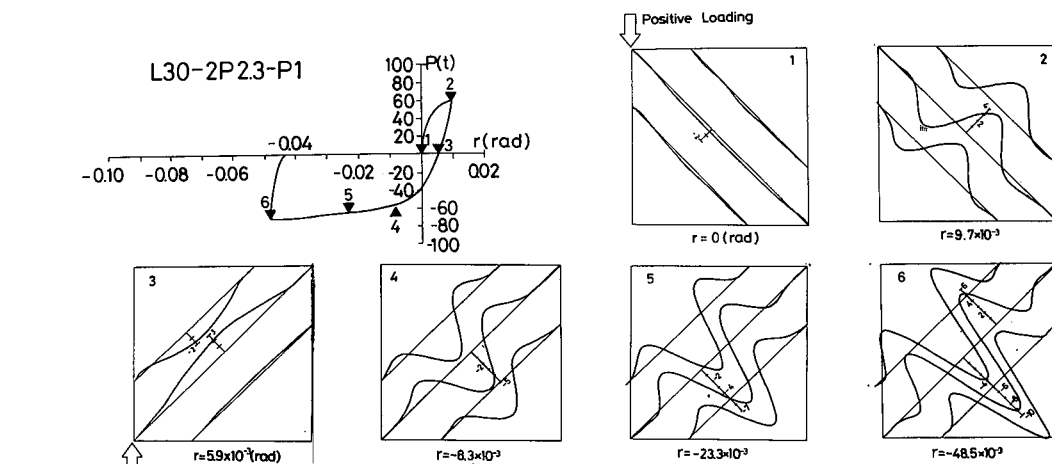 L30-2P2.3-P1
P(t)
100
80
60
40
20
2
1
3
r(rad)
-0.10 -0.08 -0.06 -0.04 -0.02 0.02
-20
-40
-60
-80
-100
6
5
4
Positive Loading
1
r = 0 (rad)
2
r=9.7×10⁻³
3
r=5.9×10⁻³(rad)
4
-2
r=-8.3×10⁻³
5
-2
-4
r=-23.3×10⁻³
6
r=-48.5×10⁻³